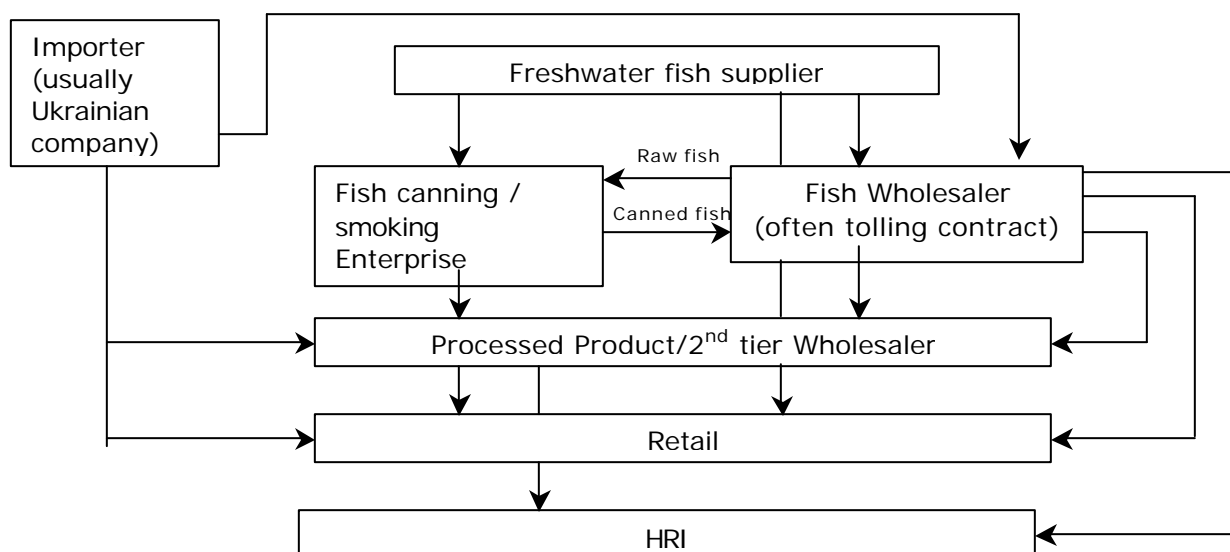 Importer
(usually
Ukrainian
company)
Freshwater fish supplier
Raw fish
Fish canning /
smoking
Enterprise
Canned fish
Fish Wholesaler
(often tolling contract)
Processed Product/2nd tier Wholesaler
Retail
HRI